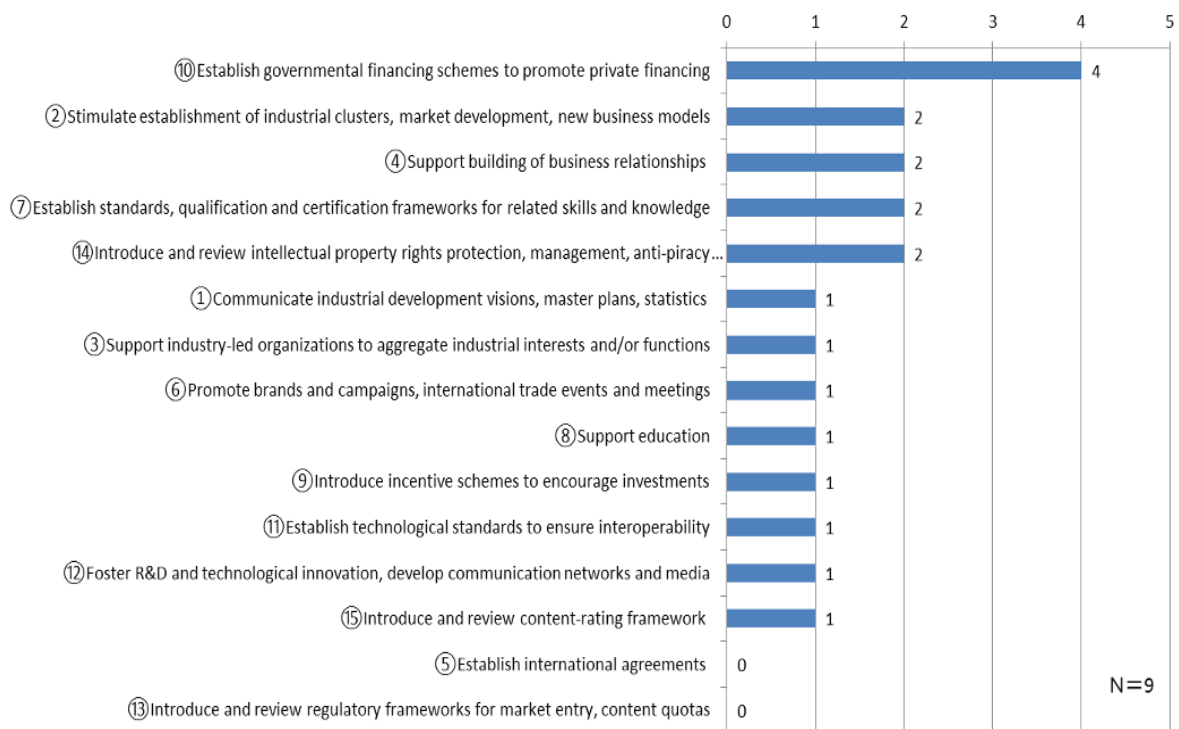 0 1 2 3 4 5
⑩Establish governmental financing schemes to promote private financing 4
②Stimulate establishment of industrial clusters, market development, new business models 2
④Support building of business relationships 2
⑦Establish standards, qualification and certification frameworks for related skills and knowledge 2
⑭Introduce and review intellectual property rights protection, management, anti-piracy... 2
①Communicate industrial development visions, master plans, statistics 1
③Support industry-led organizations to aggregate industrial interests and/or functions 1
⑥Promote brands and campaigns, international trade events and meetings 1
⑧Support education 1
⑨Introduce incentive schemes to encourage investments 1
⑪Establish technological standards to ensure interoperability 1
⑫Foster R&D and technological innovation, develop communication networks and media 1
⑮Introduce and review content-rating framework 1
⑤Establish international agreements 0
N=9
⑬Introduce and review regulatory frameworks for market entry, content quotas 0